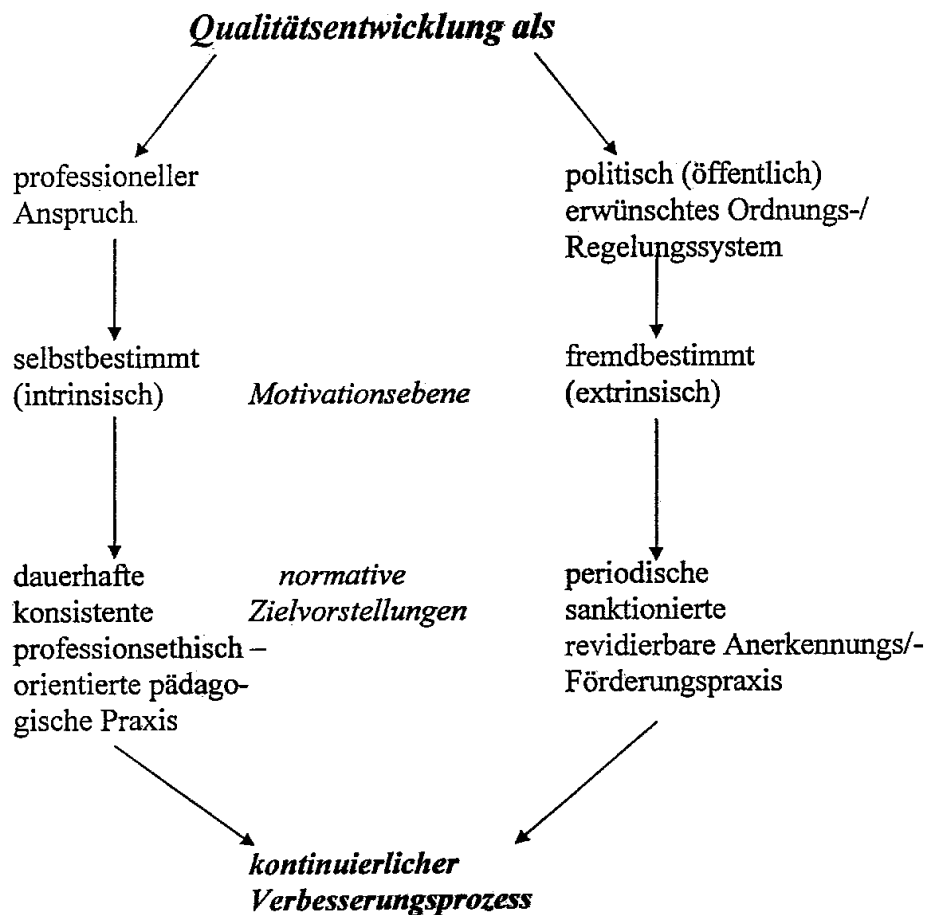 Qualitätsentwicklung als
professioneller
Anspruch
politisch (öffentlich)
erwünschtes Ordnungs-/
Regelungssystem
selbstbestimmt
(intrinsisch)
Motivationsebene
fremdbestimmt
(extrinsisch)
dauerhafte
konsistente
professionsethisch –
orientierte pädago-
gische Praxis
normative
Zielvorstellungen
periodische
sanktionierte
revidierbare Anerkennungs/-
Förderungspraxis
kontinuierlicher
Verbesserungsprozess